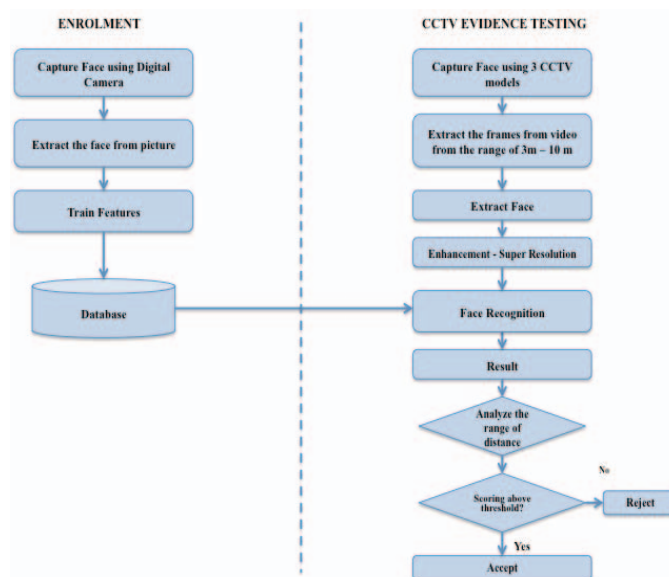 ENROLMENT
Capture Face using Digital
Camera
Extract the face from picture
Train Features
Database
CCTV EVIDENCE TESTING
Capture Face using 3 CCTV
models
Extract the frames from video
from the range of 3m – 10 m
Extract Face
Enhancement - Super Resolution
Face Recognition
Result
Analyze the
range of
distance
Scoring above
threshold?
No
Reject
Yes
Accept